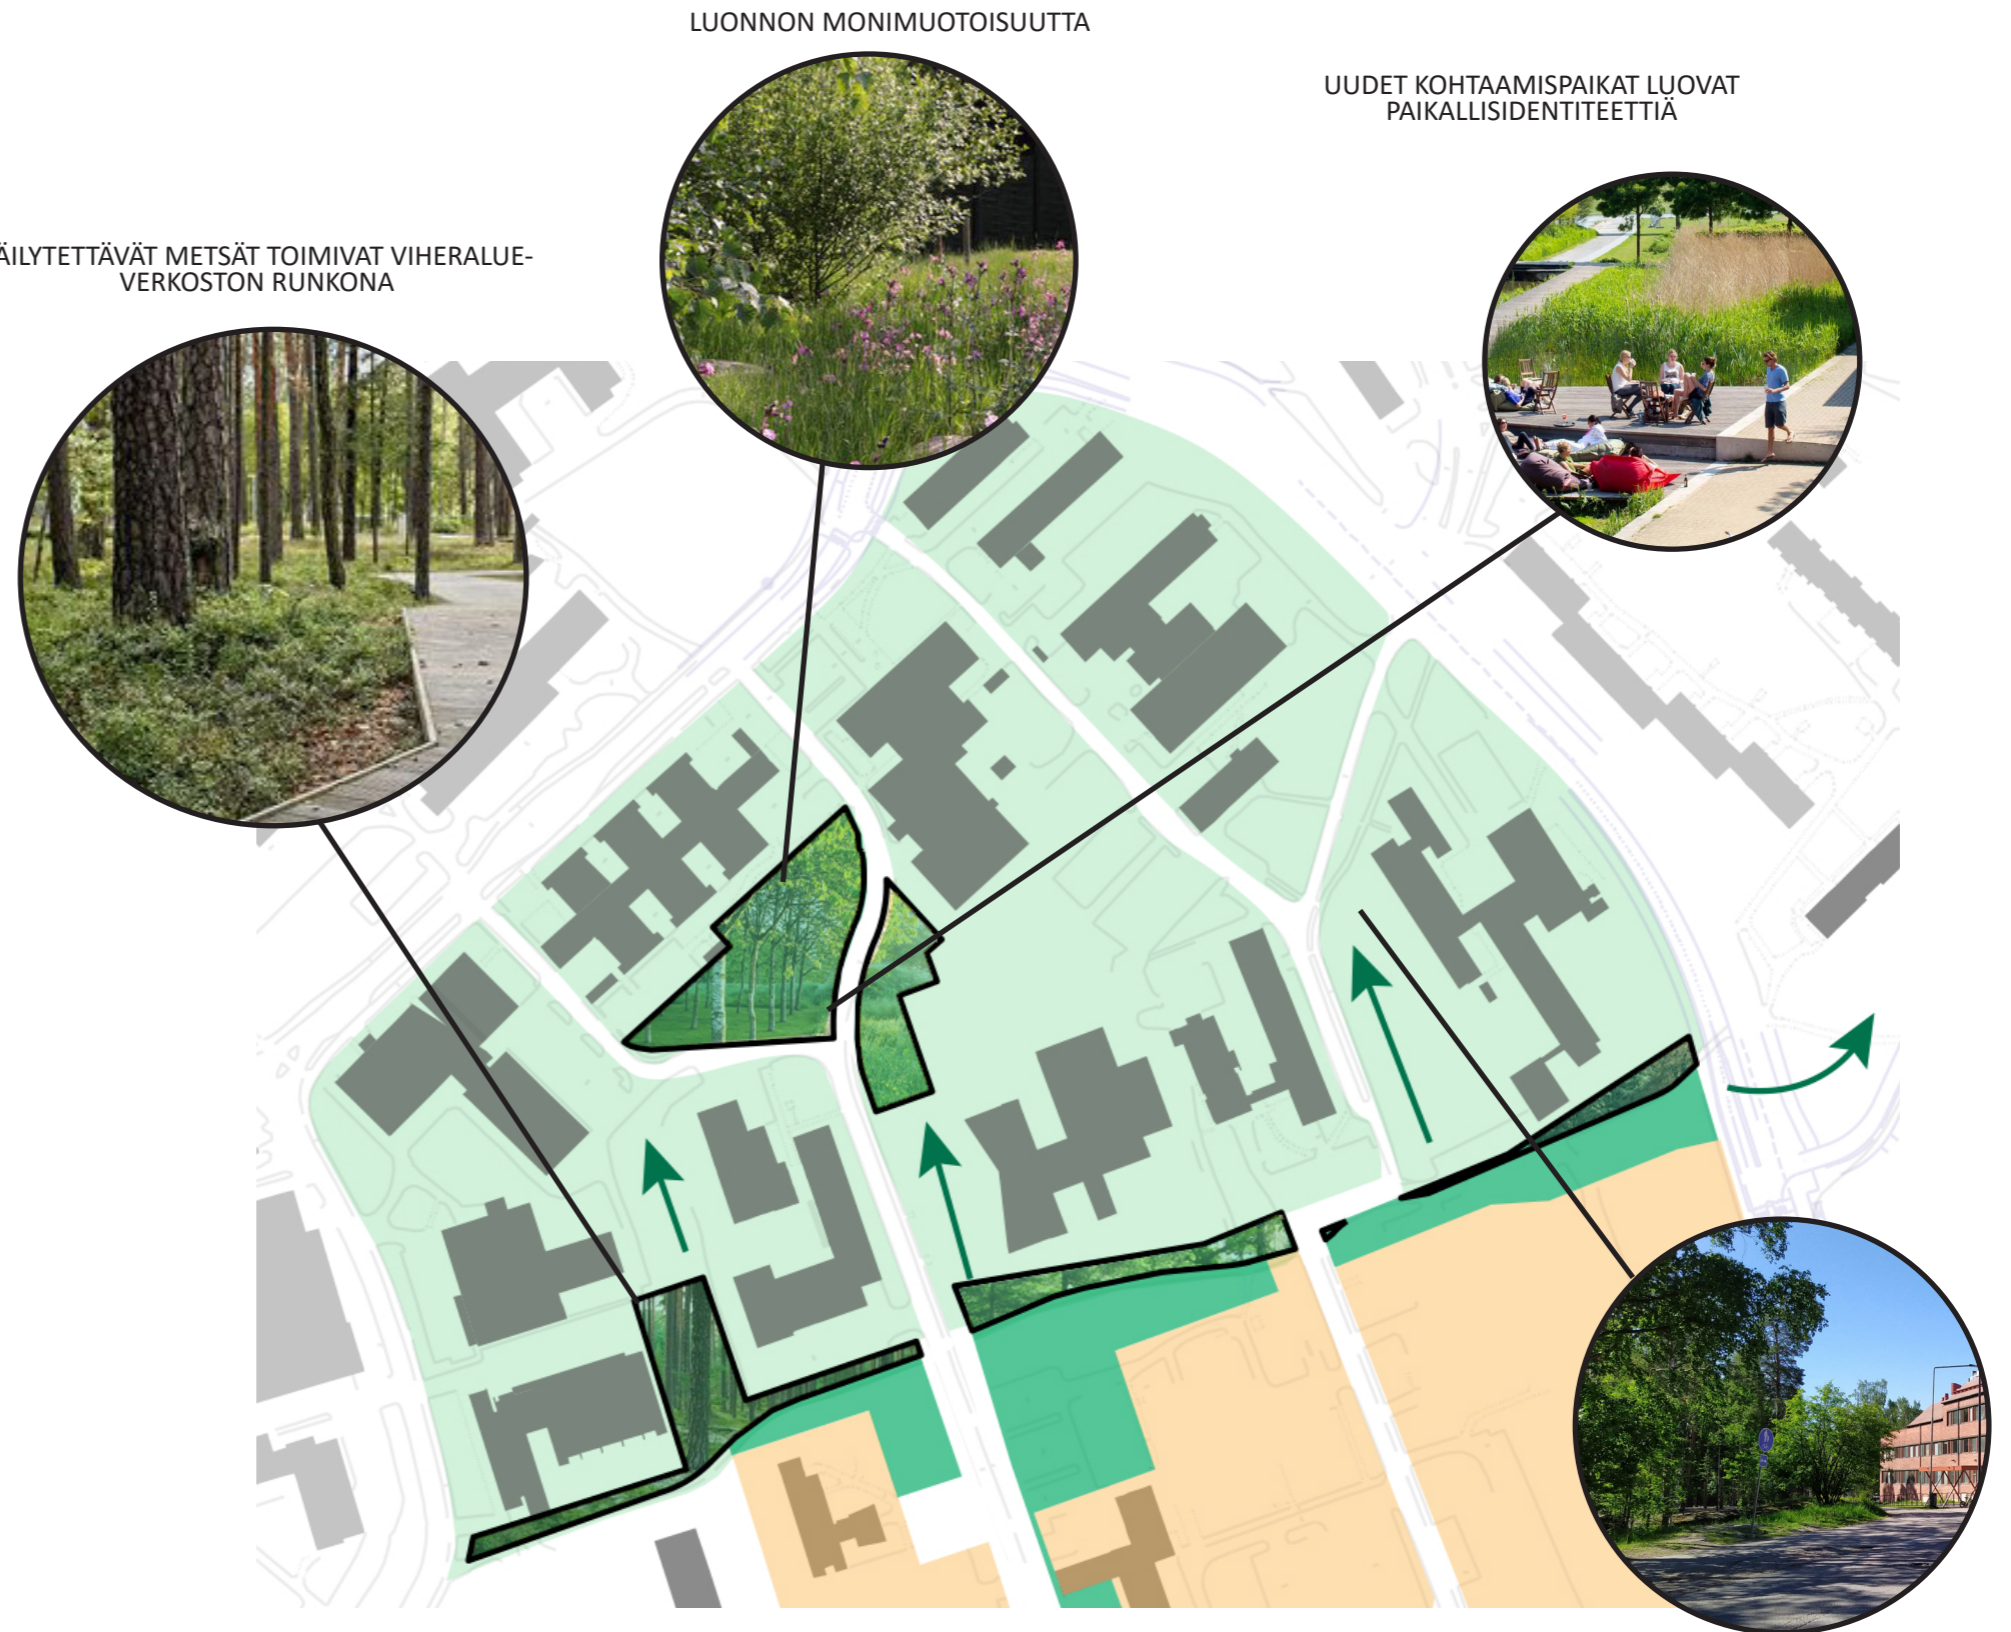 LUONNON MONIMUOTOISUUTTA
UUDET KOHTAAMISPAIKAT LUOVAT
PAIKALLISIDENTITEETTIÄ
ÄILYTETTÄVÄT METSÄT TOIMIVAT VIHERALUE-
VERKOSTON RUNKONA